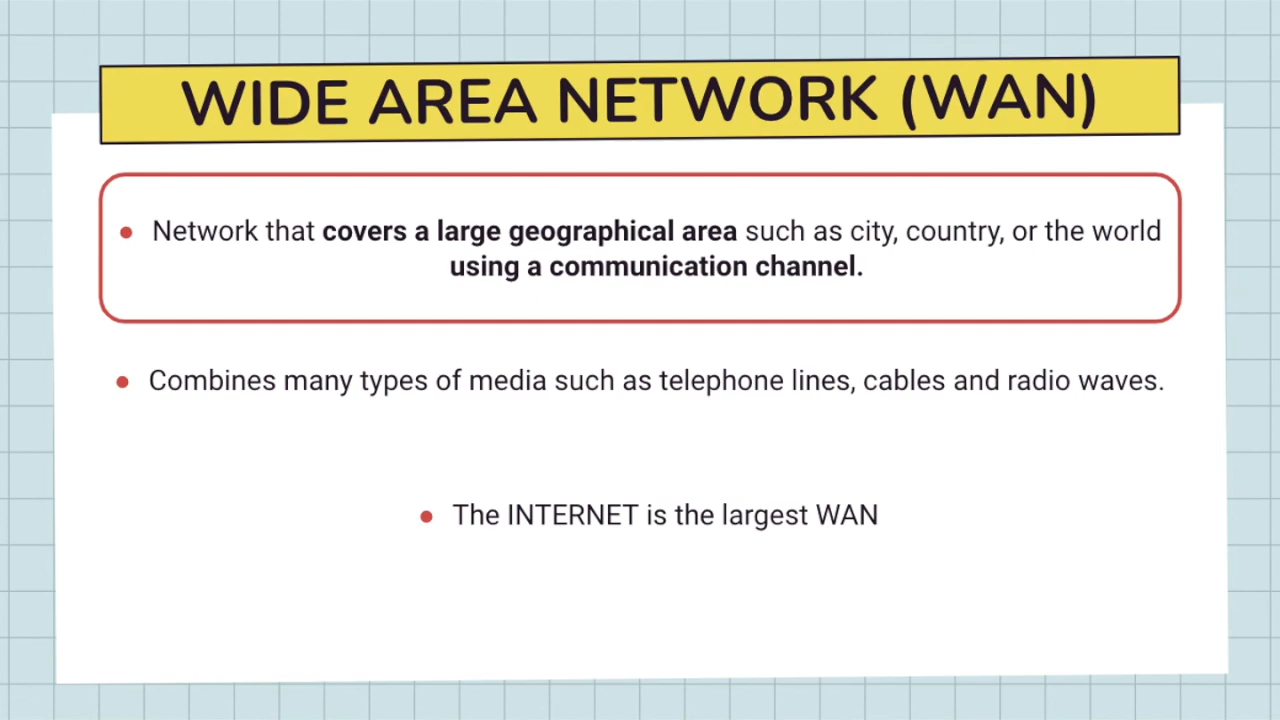 WIDE AREA NETWORK (WAN)
● Network that covers a large geographical area such as city, country, or the world
using a communication channel.
● Combines many types of media such as telephone lines, cables and radio waves.
● The INTERNET is the largest WAN